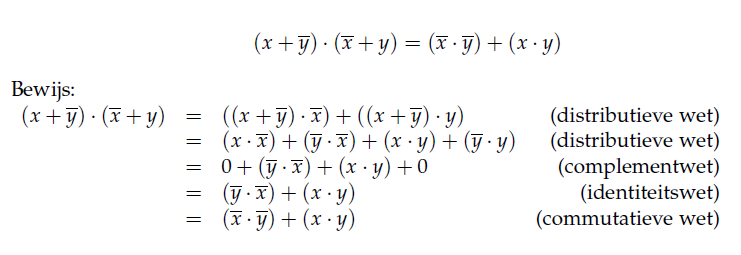 (x + y̅) · (x̅ + y) = (x̅ · y̅) + (x · y)
Bewijs:
(x + y̅) · (x̅ + y) = ((x + y̅) · x̅) + ((x + y̅) · y) (distributieve wet)
= (x · x̅) + (y̅ · x̅) + (x · y) + (y̅ · y) (distributieve wet)
= 0 + (y̅ · x̅) + (x · y) + 0 (complementwet)
= (y̅ · x̅) + (x · y) (identiteitswet)
= (x̅ · y̅) + (x · y) (commutatieve wet)